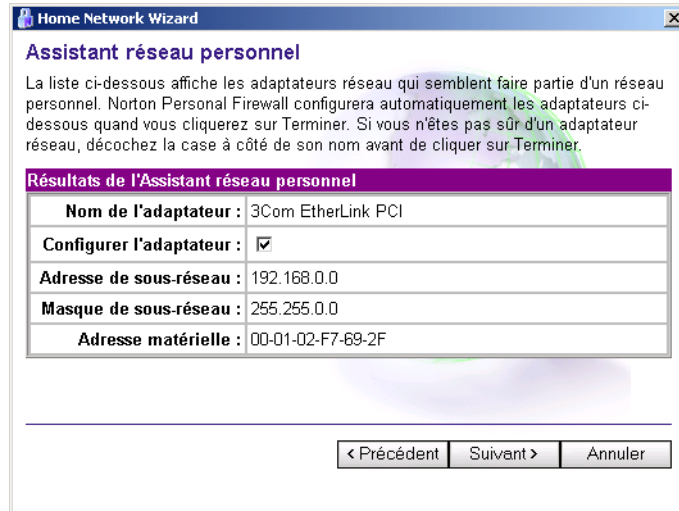 Home Network Wizard
Assistant réseau personnel
La liste ci-dessous affiche les adaptateurs réseau qui semblent faire partie d'un réseau
personnel. Norton Personal Firewall configurera automatiquement les adaptateurs ci-
dessous quand vous cliquerez sur Terminer. Si vous n'êtes pas sûr d'un adaptateur
réseau, décochez la case à côté de son nom avant de cliquer sur Terminer.
Résultats de l'Assistant réseau personnel
Nom de l'adaptateur : 3Com EtherLink PCI
Configurer l'adaptateur :
Adresse de sous-réseau : 192.168.0.0
Masque de sous-réseau : 255.255.0.0
Adresse matérielle : 00-01-02-F7-69-2F
< Précédent Suivant > Annuler